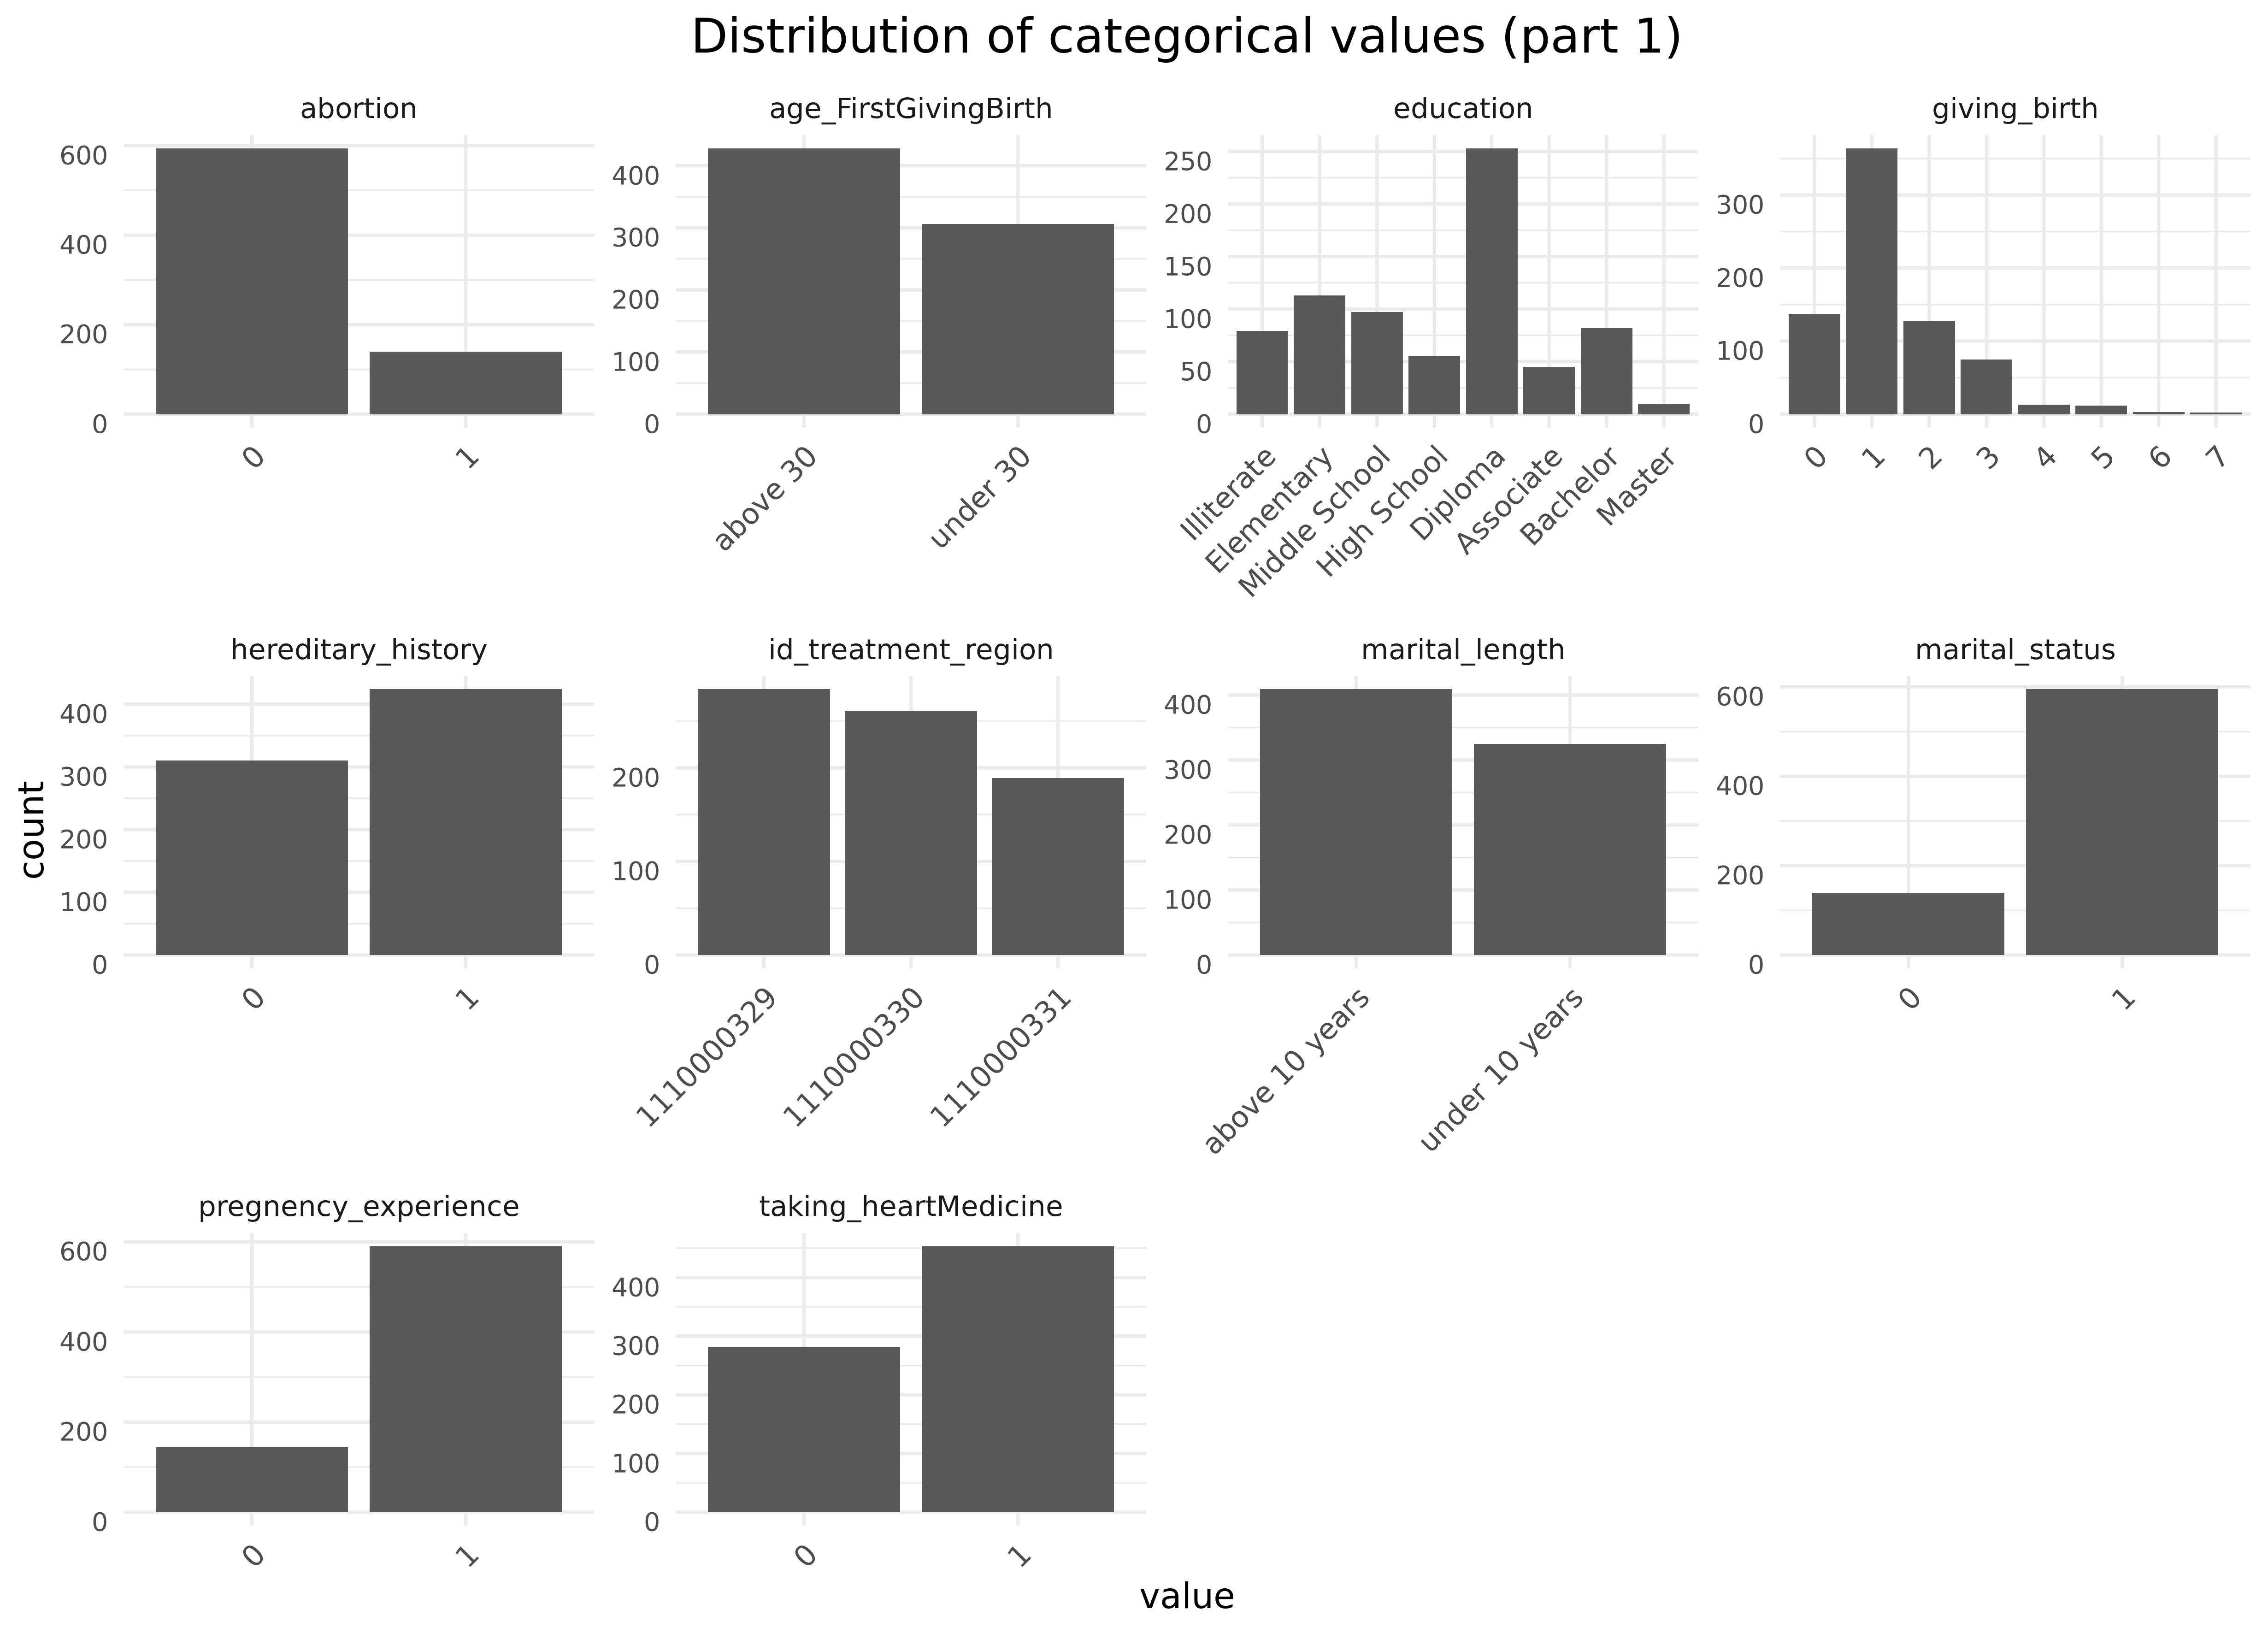 Distribution of categorical values (part 1)
abortion
age_FirstGivingBirth
education
giving_birth
600
400
200
0
0
1
400
300
200
100
0
above 30
under 30
250
200
150
100
50
0
Illiterate
Elementary
Middle School
High School
Diploma
Associate
Bachelor
Master
300
200
100
0
0
1
2
3
4
5
6
7
count
hereditary_history
id_treatment_region
marital_length
marital_status
400
300
200
100
0
0
1
200
100
0
1110000329
1110000330
1110000331
400
300
200
100
0
above 10 years
under 10 years
600
400
200
0
0
1
pregnency_experience
taking_heartMedicine
600
400
200
0
0
1
400
300
200
100
0
0
1
value